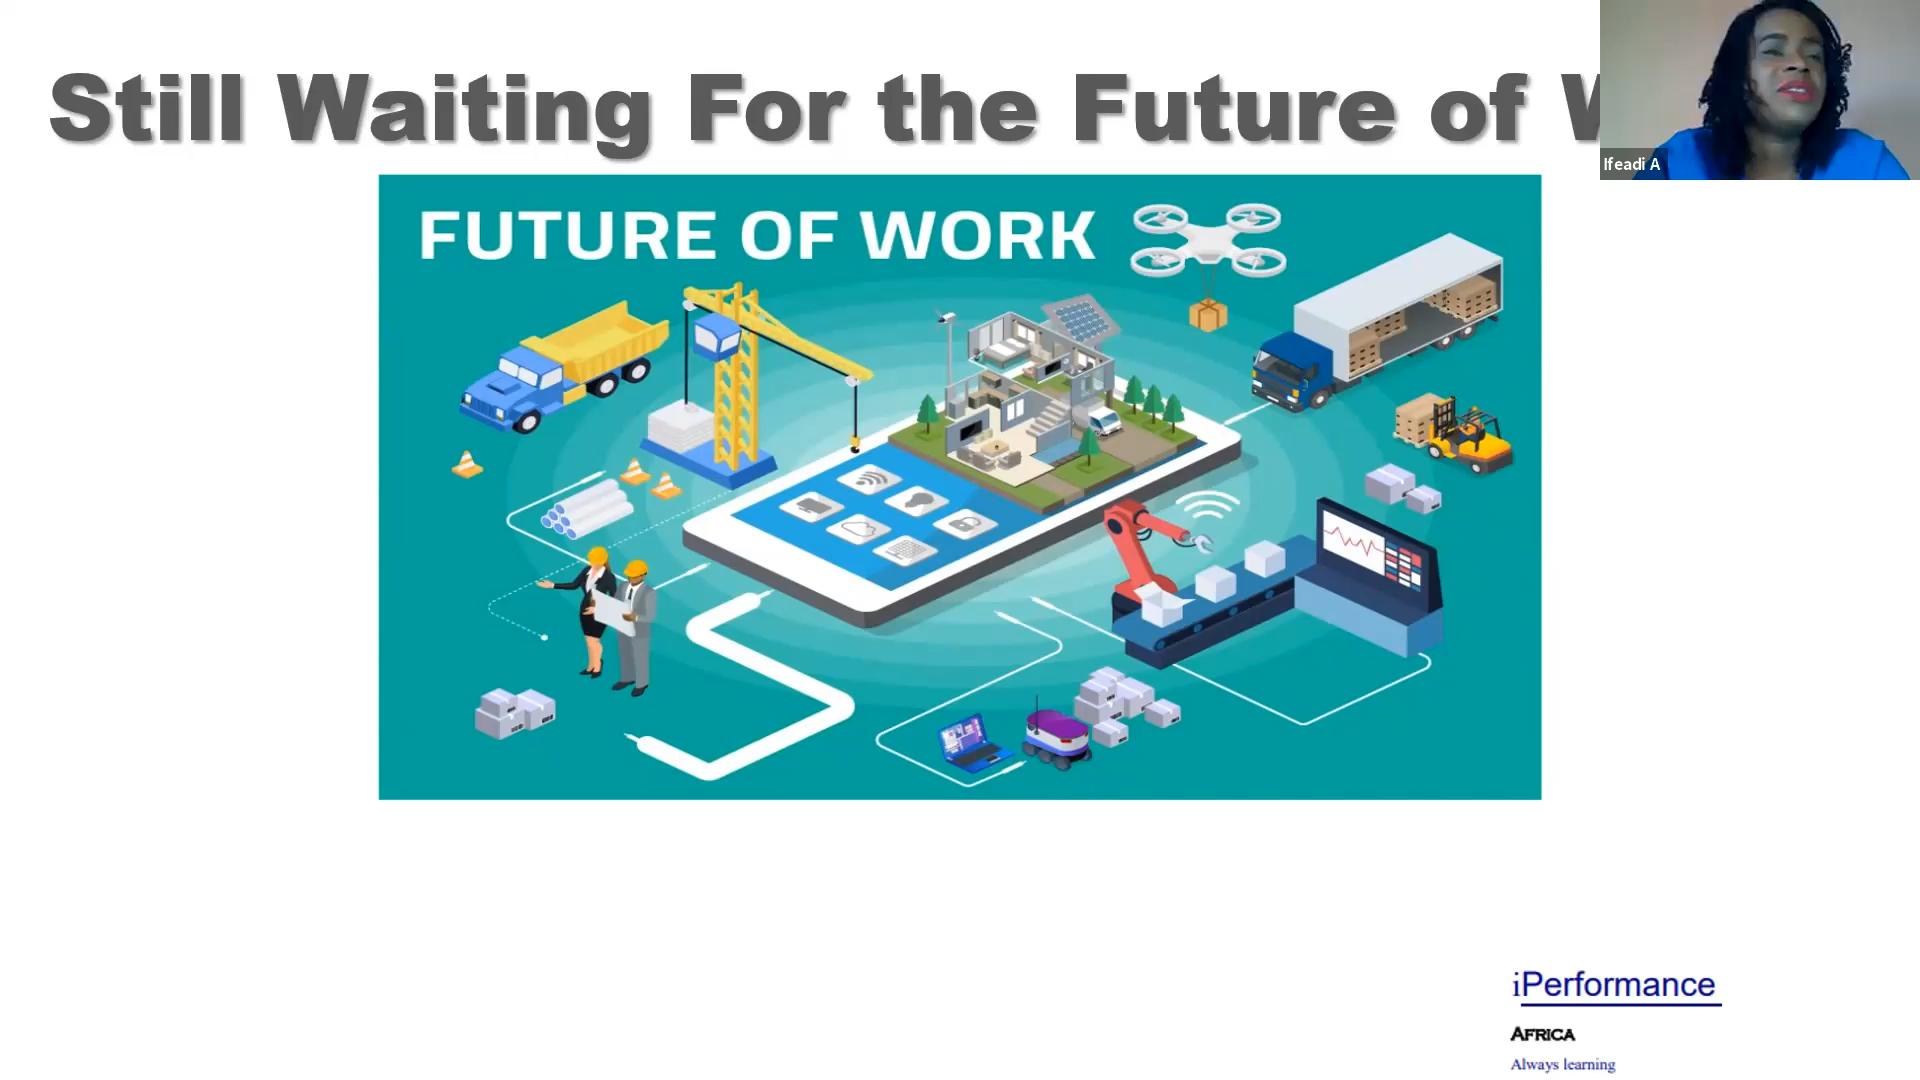 Still Waiting For the Future of W
Ifeadi A
FUTURE OF WORK
iPerformance
AFRICA
Always learning